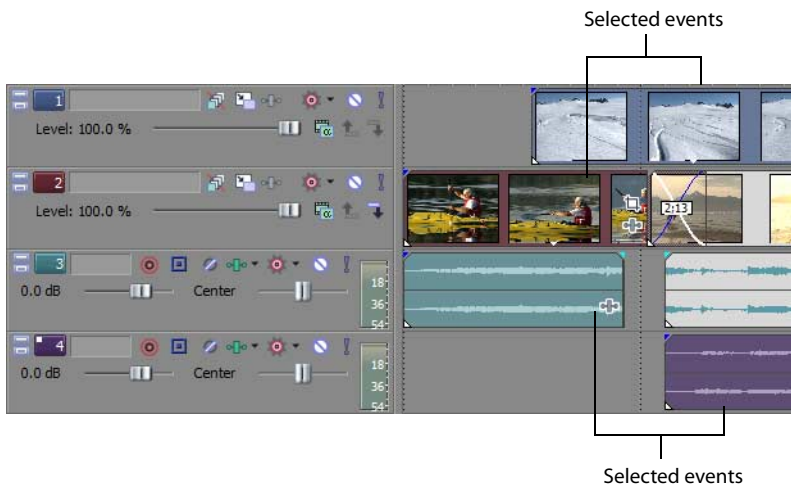 Selected events
1
Level: 100.0 %
α
2
Level: 100.0 %
α
2:13
3
0.0 dB
Center
18
36
54
4
0.0 dB
Center
18
36
54
Selected events